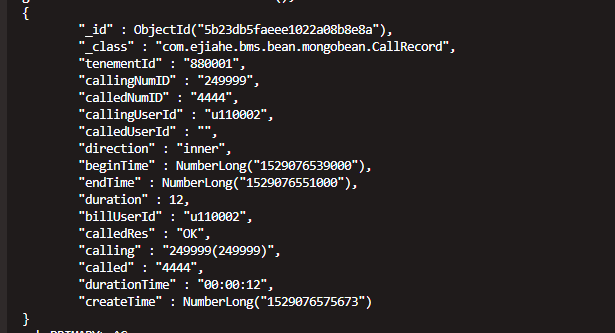 {
"_id" : ObjectId("5b23db5faeee1022a08b8e8a"),
"_class" : "com.ejiahe.bms.bean.mongobean.CallRecord",
"tenementId" : "880001",
"callingNumID" : "249999",
"calledNumID" : "4444",
"callingUserId" : "u110002",
"calledUserId" : "",
"direction" : "inner",
"beginTime" : NumberLong("1529076539000"),
"endTime" : NumberLong("1529076551000"),
"duration" : 12,
"billUserId" : "u110002",
"calledRes" : "OK",
"calling" : "249999(249999)",
"called" : "4444",
"durationTime" : "00:00:12",
"createTime" : NumberLong("1529076575673")
}